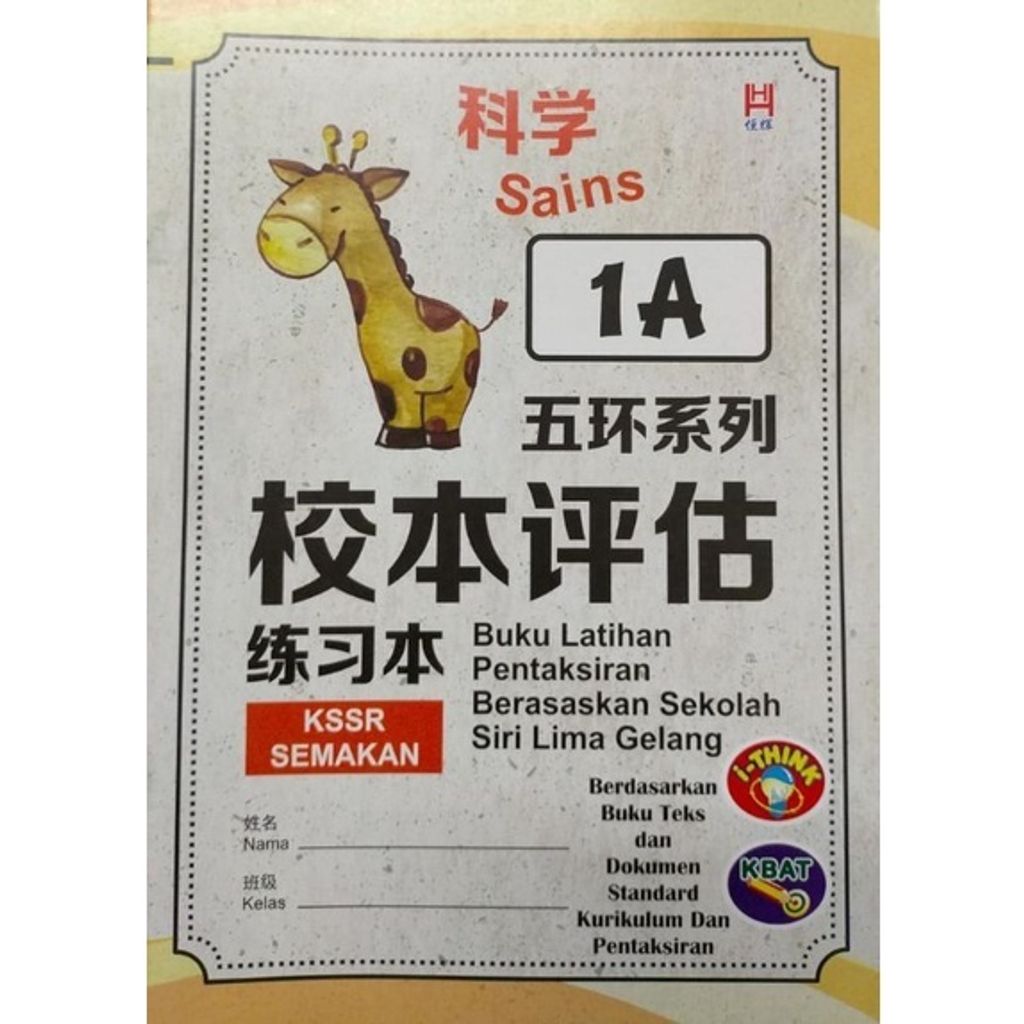 科学
Sains
恒辉
1A
五环系列
校本评估
练习本
Buku Latihan
Pentaksiran
Berasaskan Sekolah
Siri Lima Gelang
KSSR
SEMAKAN
i-THINK
Berdasarkan
Buku Teks
dan
Dokumen
Standard
Kurikulum Dan
Pentaksiran
KBAT
姓名
Nama
班级
Kelas